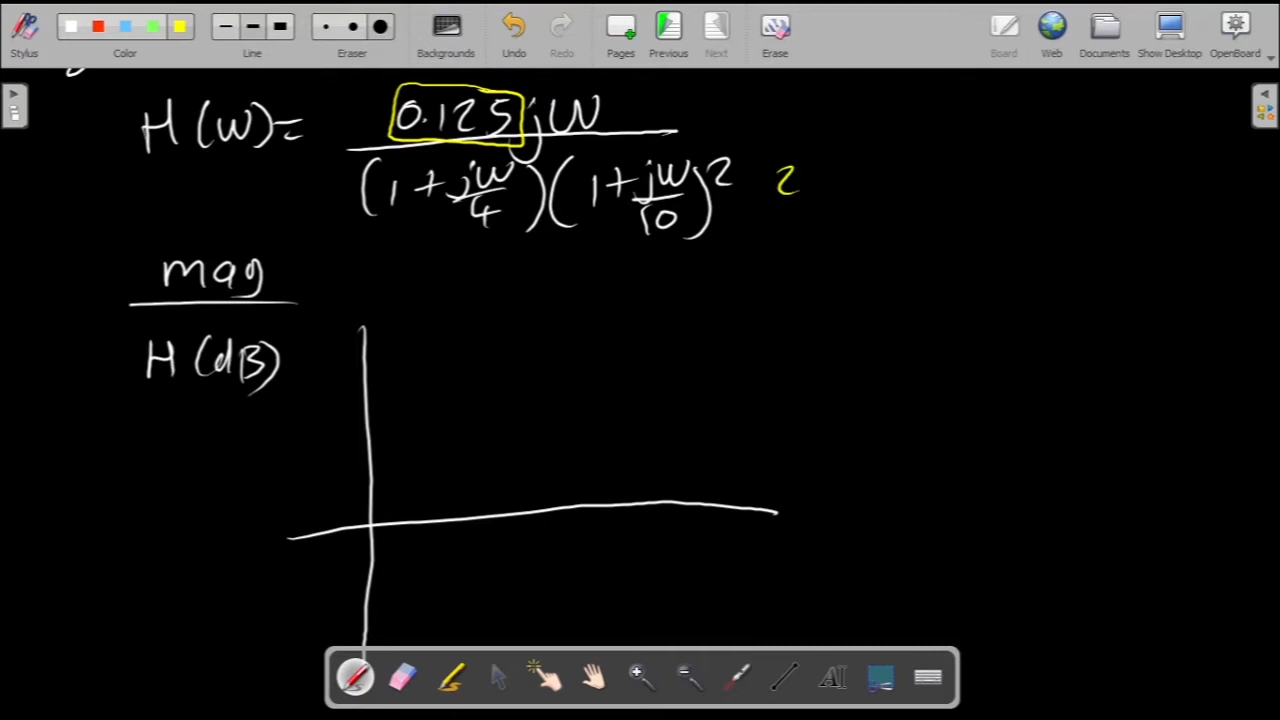 Stylus Color Line Eraser Backgrounds Undo Redo Pages Previous Next Erase Board Web Documents Show Desktop OpenBoard
H(W)= 0.125 jW
(1 + jW/4)(1 + jW/10)² 2
mag
H (dB)
AI